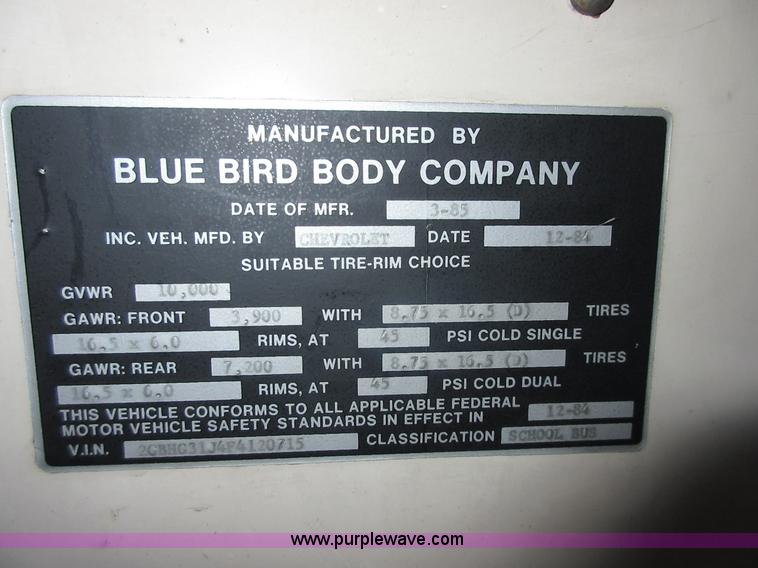 MANUFACTURED BY
BLUE BIRD BODY COMPANY
DATE OF MFR. 3-85
INC. VEH. MFD. BY CHEVROLET DATE 12-84
SUITABLE TIRE-RIM CHOICE
GVWR 10,000
GAWR: FRONT 3,900 WITH 8.75 x 16.5 (D) TIRES
16.5 x 6.0 RIMS, AT 45 PSI COLD SINGLE
GAWR: REAR 7,200 WITH 8.75 x 16.5 (D) TIRES
16.5 x 6.0 RIMS, AT 45 PSI COLD DUAL
THIS VEHICLE CONFORMS TO ALL APPLICABLE FEDERAL
MOTOR VEHICLE SAFETY STANDARDS IN EFFECT IN 12-84
V.I.N. 2GBHG31J4F4120715 CLASSIFICATION SCHOOL BUS
www.purplewave.com